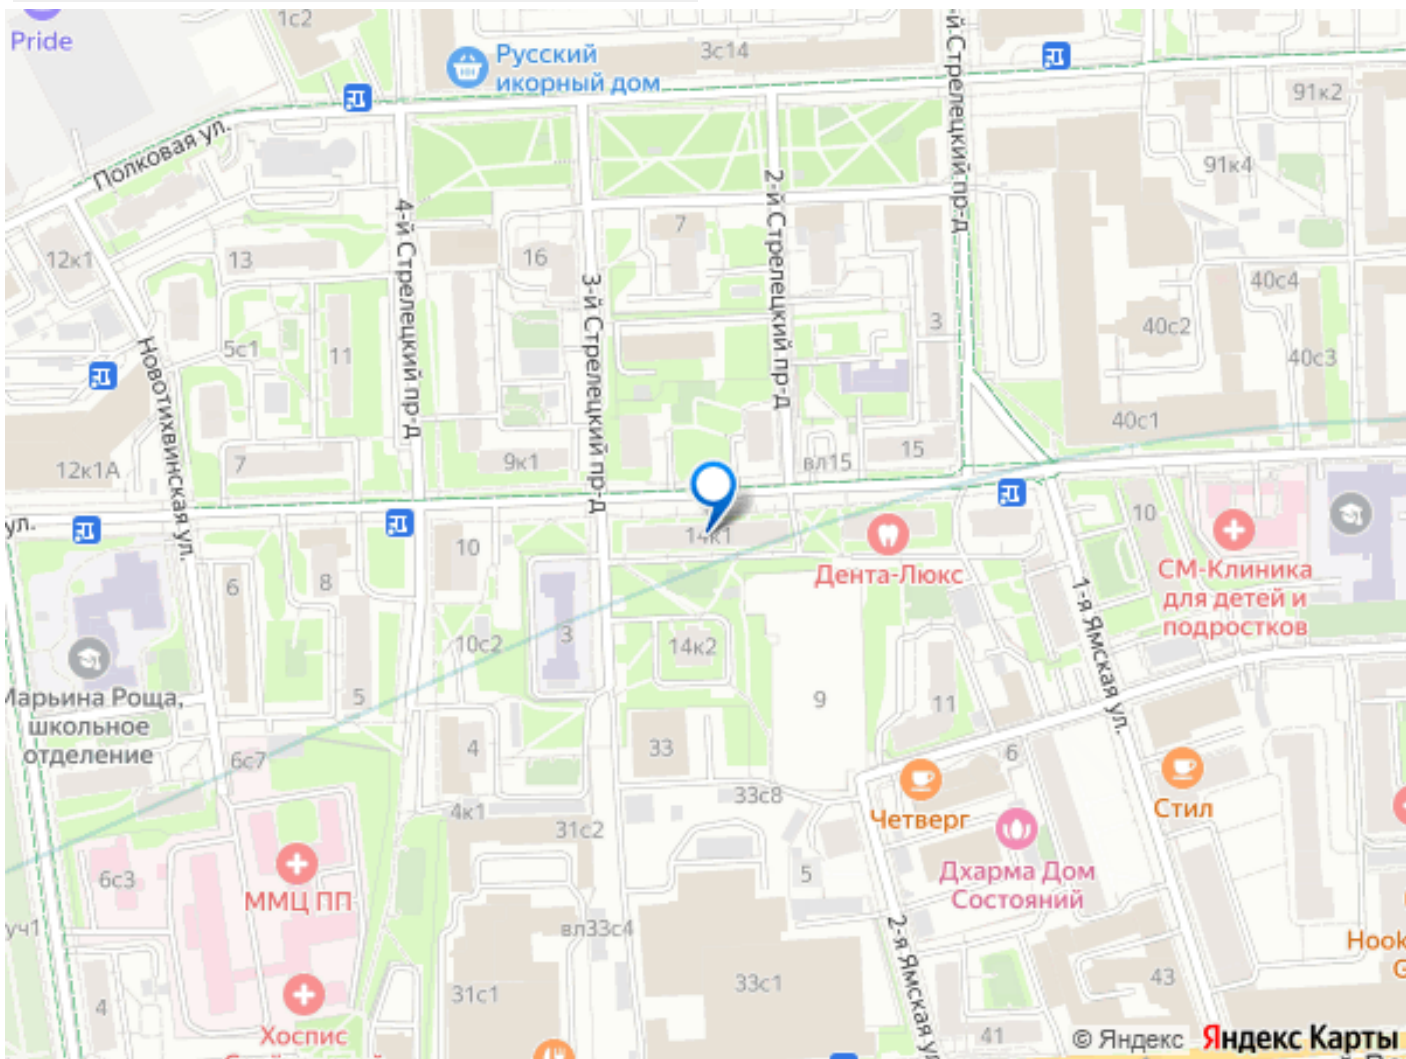 Pride
1с2
Русский
икорный дом
3с14
-й Стрелецкий пр-д
91к2
Полковая ул.
91к4
4-й Стрелецкий пр-д
2-й Стрелецкий пр-д
12к1
13
16
7
3-й Стрелецкий пр-д
40с4
40с2
3
5с1
11
40с3
Новотихвинская ул.
40с1
12к1А
7
9к1
вл15
15
ул.
14к1
10
10
Дента-Люкс
СМ-Клиника
для детей и
подростков
6
8
1-я Ямская ул.
3
10с2
14к2
Марьина Роща,
школьное
отделение
5
9
11
6с7
4
33
6
33с8
Четверг
Стил
4к1
31с2
5
Дхарма Дом
Состояний
6с3
ММЦ ПП
уч1
вл33с4
2-я Ямская ул
Hook
G
4
31с1
33с1
43
Хоспис
41
© Яндекс
Яндекс Карты